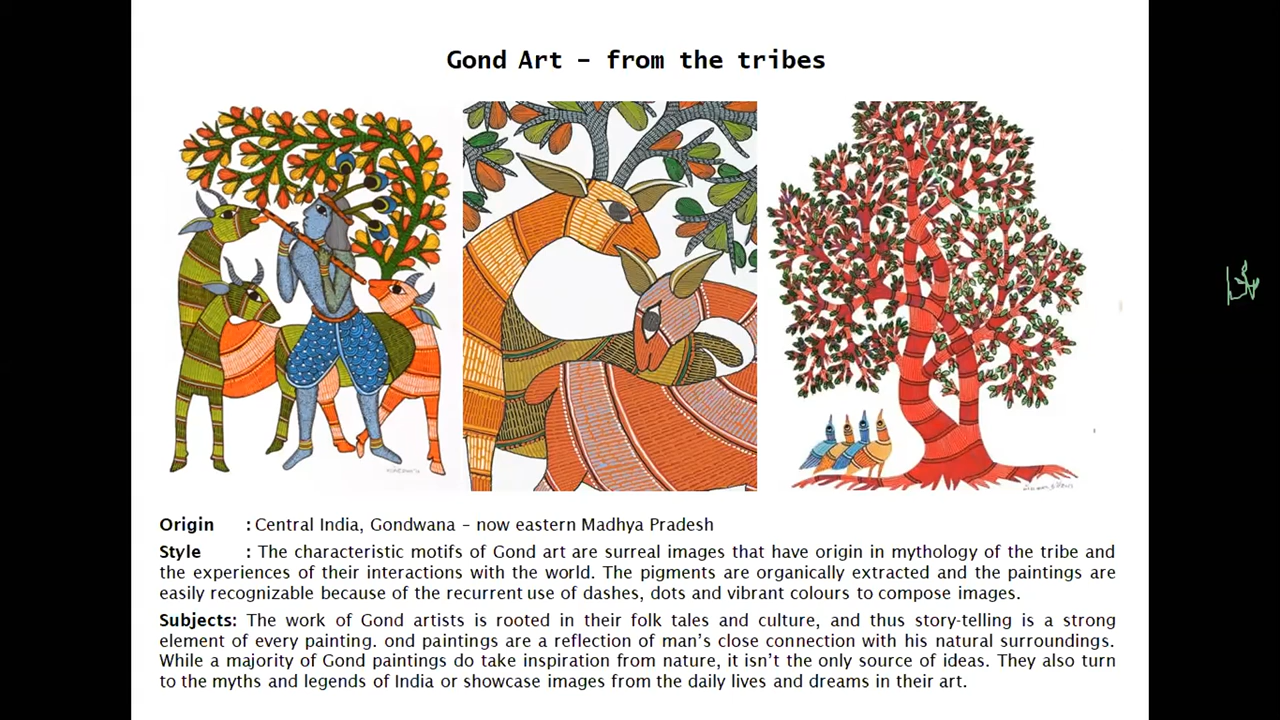 Gond Art – from the tribes
Origin : Central India, Gondwana – now eastern Madhya Pradesh
Style : The characteristic motifs of Gond art are surreal images that have origin in mythology of the tribe and
the experiences of their interactions with the world. The pigments are organically extracted and the paintings are
easily recognizable because of the recurrent use of dashes, dots and vibrant colours to compose images.
Subjects: The work of Gond artists is rooted in their folk tales and culture, and thus story-telling is a strong
element of every painting. ond paintings are a reflection of man’s close connection with his natural surroundings.
While a majority of Gond paintings do take inspiration from nature, it isn’t the only source of ideas. They also turn
to the myths and legends of India or showcase images from the daily lives and dreams in their art.